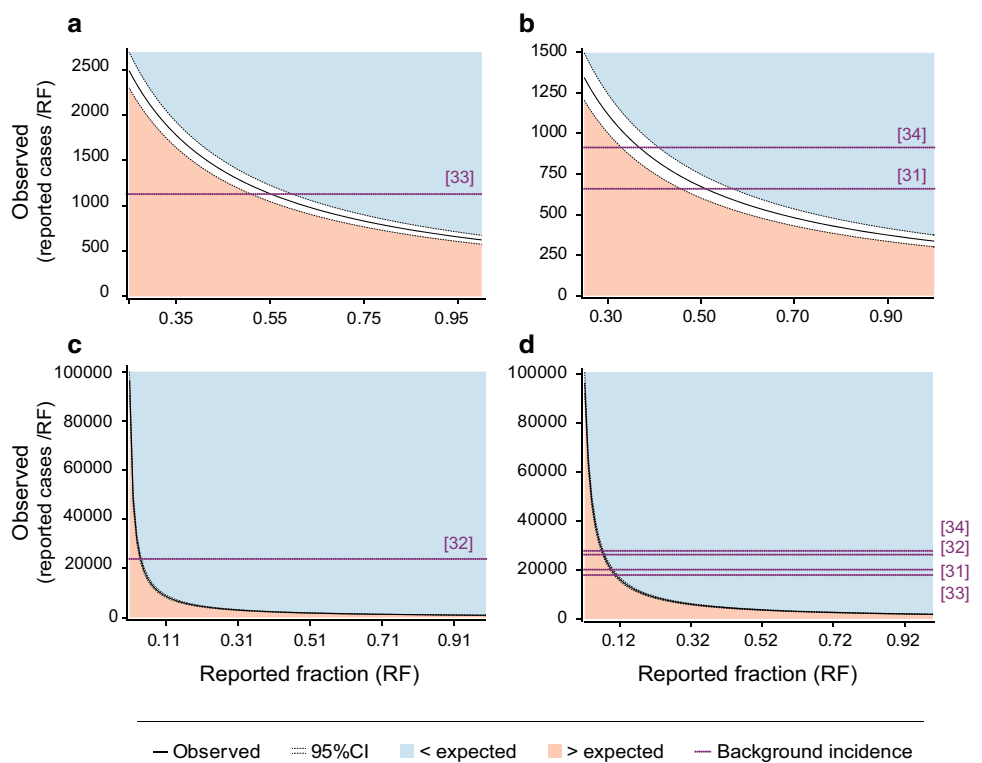 a
2500
2000
1500
1000
500
0
Observed
(reported cases /RF)
[33]
0.35 0.55 0.75 0.95
b
1500
1250
1000
750
500
250
0
[34]
[31]
0.30 0.50 0.70 0.90
c
100000
80000
60000
40000
20000
0
Observed
(reported cases /RF)
[32]
0.11 0.31 0.51 0.71 0.91
Reported fraction (RF)
d
100000
80000
60000
40000
20000
0
[34]
[32]
[31]
[33]
0.12 0.32 0.52 0.72 0.92
Reported fraction (RF)
Observed 95%CI < expected > expected Background incidence